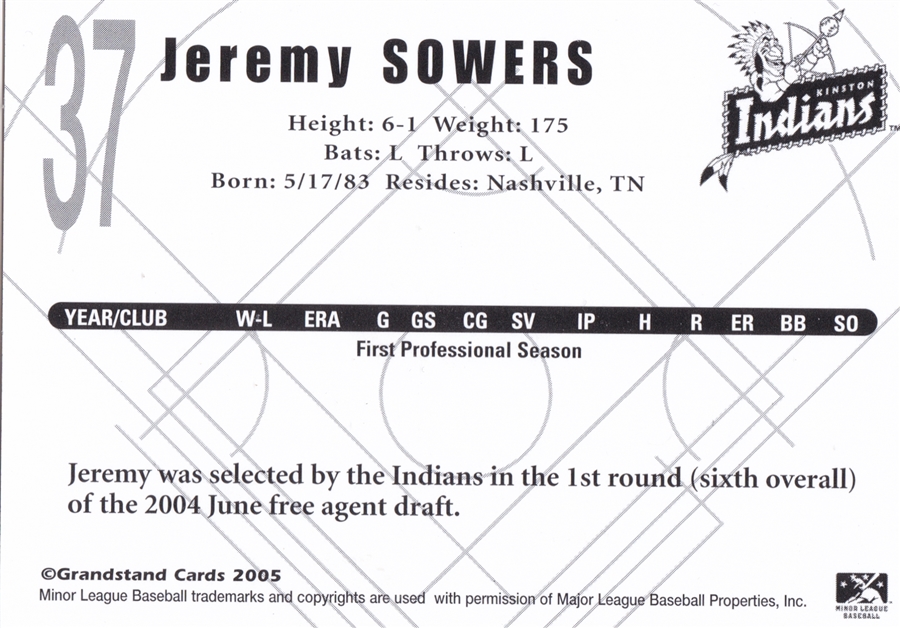 37
Jeremy SOWERS
KINSTON
Indians
TM
Height: 6-1 Weight: 175
Bats: L Throws: L
Born: 5/17/83 Resides: Nashville, TN
YEAR/CLUB W-L ERA G GS CG SV IP H R ER BB SO
First Professional Season
Jeremy was selected by the Indians in the 1st round (sixth overall)
of the 2004 June free agent draft.
©Grandstand Cards 2005
Minor League Baseball trademarks and copyrights are used with permission of Major League Baseball Properties, Inc.
MINOR LEAGUE
BASEBALL